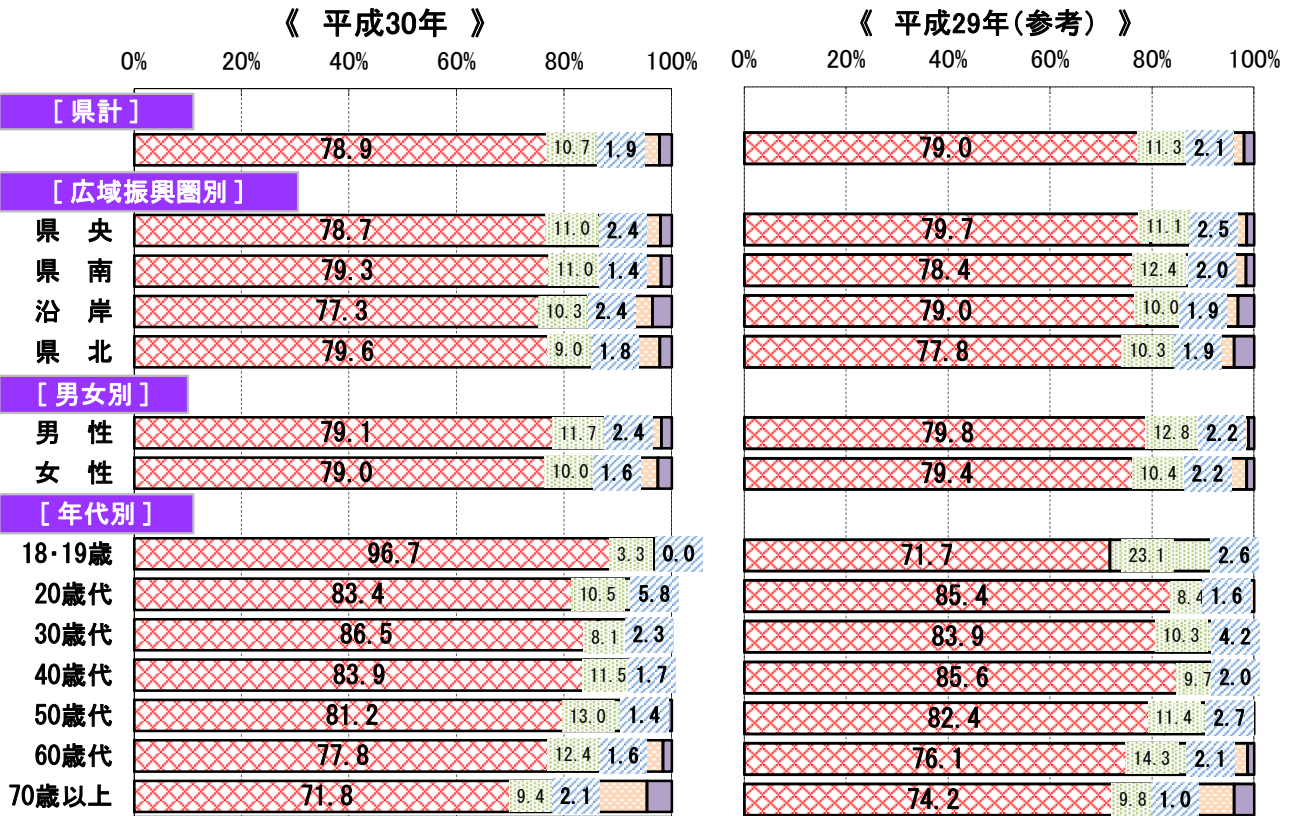 《 平成30年 》 《 平成29年(参考) 》
0% 20% 40% 60% 80% 100% 0% 20% 40% 60% 80% 100%
[ 県計 ]
78.9 10.7 1.9 79.0 11.3 2.1
[ 広域振興圏別 ]
県 央 78.7 11.0 2.4 79.7 11.1 2.5
県 南 79.3 11.0 1.4 78.4 12.4 2.0
沿 岸 77.3 10.3 2.4 79.0 10.0 1.9
県 北 79.6 9.0 1.8 77.8 10.3 1.9
[ 男女別 ]
男 性 79.1 11.7 2.4 79.8 12.8 2.2
女 性 79.0 10.0 1.6 79.4 10.4 2.2
[ 年代別 ]
18・19歳 96.7 3.3 0.0 71.7 23.1 2.6
20歳代 83.4 10.5 5.8 85.4 8.4 1.6
30歳代 86.5 8.1 2.3 83.9 10.3 4.2
40歳代 83.9 11.5 1.7 85.6 9.7 2.0
50歳代 81.2 13.0 1.4 82.4 11.4 2.7
60歳代 77.8 12.4 1.6 76.1 14.3 2.1
70歳以上 71.8 9.4 2.1 74.2 9.8 1.0